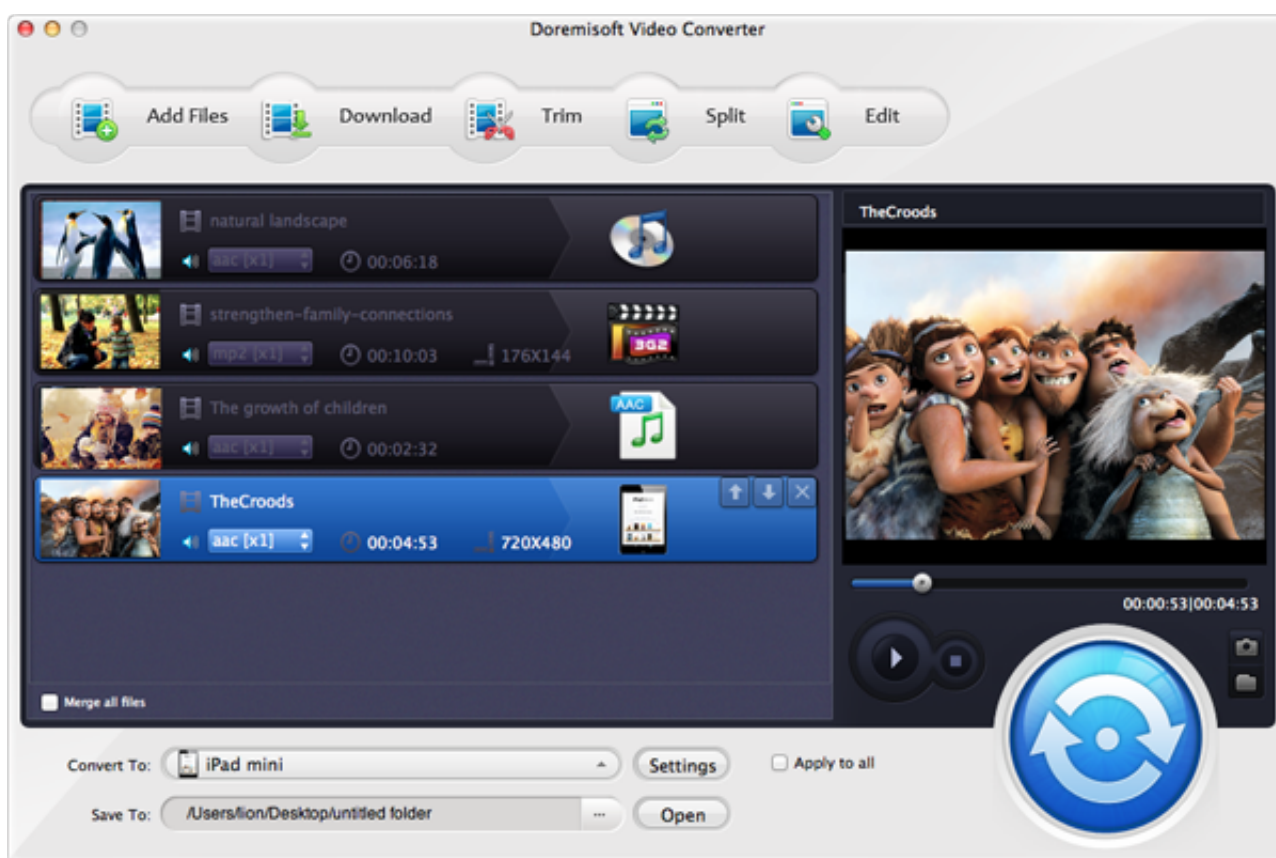 Doremisoft Video Converter
Add Files Download Trim Split Edit
natural landscape
aac [x1] 00:06:18
strengthen-family-connections
mp2 [x1] 00:10:03 176X144
3G2
The growth of children
aac [x1] 00:02:32
AAC
TheCroods
aac [x1] 00:04:53 720X480
Merge all files
TheCroods
00:00:53|00:04:53
Convert To: iPad mini Settings Apply to all
Save To: /Users/lion/Desktop/untitled folder ... Open